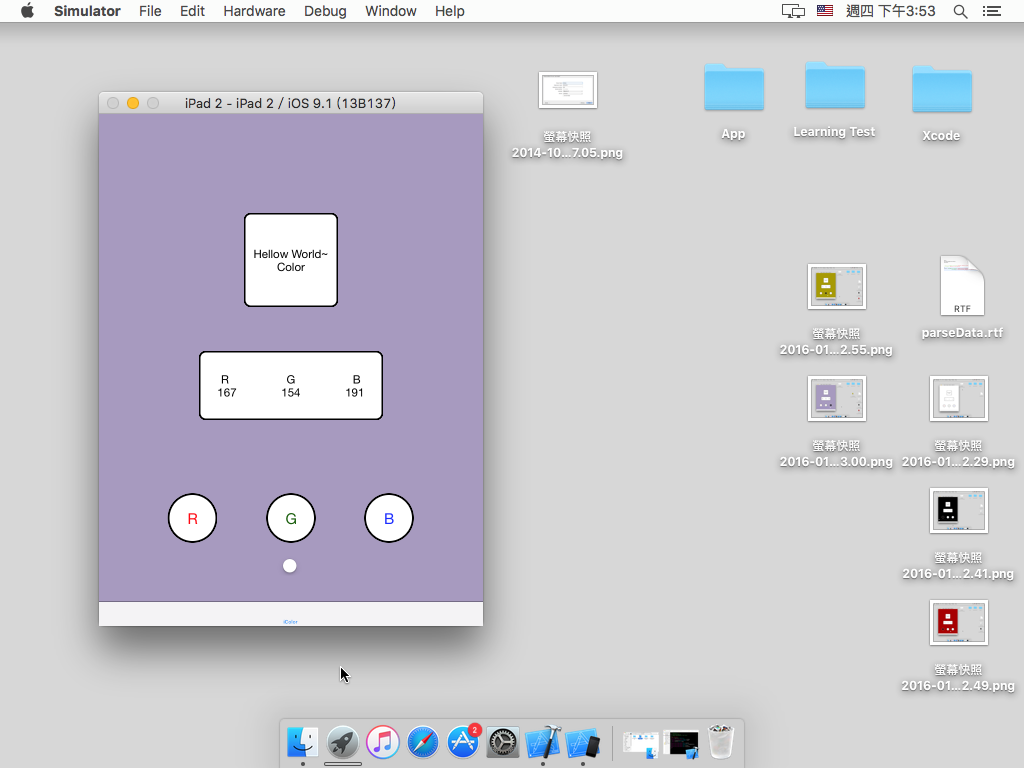 Simulator File Edit Hardware Debug Window Help
週四 下午3:53
iPad 2 - iPad 2 / iOS 9.1 (13B137)
Hellow World~
Color
R G B
167 154 191
R G B
iColor
螢幕快照
2014-10...7.05.png
App
Learning Test
Xcode
螢幕快照
2016-01...2.55.png
RTF
parseData.rtf
螢幕快照
2016-01...3.00.png
螢幕快照
2016-01...2.29.png
螢幕快照
2016-01...2.41.png
螢幕快照
2016-01...2.49.png
2